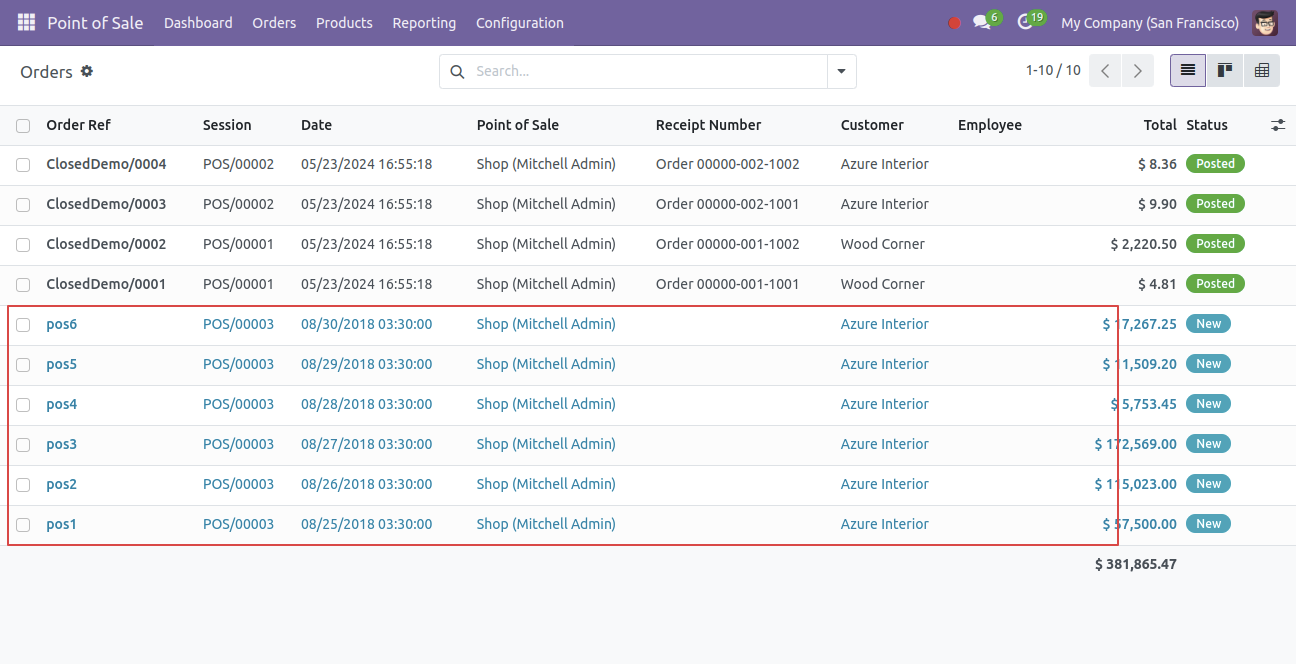 Point of Sale Dashboard Orders Products Reporting Configuration 6 19 My Company (San Francisco)
Orders Search... 1-10 / 10
Order Ref Session Date Point of Sale Receipt Number Customer Employee Total Status
ClosedDemo/0004 POS/00002 05/23/2024 16:55:18 Shop (Mitchell Admin) Order 00000-002-1002 Azure Interior $ 8.36 Posted
ClosedDemo/0003 POS/00002 05/23/2024 16:55:18 Shop (Mitchell Admin) Order 00000-002-1001 Azure Interior $ 9.90 Posted
ClosedDemo/0002 POS/00001 05/23/2024 16:55:18 Shop (Mitchell Admin) Order 00000-001-1002 Wood Corner $ 2,220.50 Posted
ClosedDemo/0001 POS/00001 05/23/2024 16:55:18 Shop (Mitchell Admin) Order 00000-001-1001 Wood Corner $ 4.81 Posted
pos6 POS/00003 08/30/2018 03:30:00 Shop (Mitchell Admin) Azure Interior $ 17,267.25 New
pos5 POS/00003 08/29/2018 03:30:00 Shop (Mitchell Admin) Azure Interior $ 11,509.20 New
pos4 POS/00003 08/28/2018 03:30:00 Shop (Mitchell Admin) Azure Interior $ 5,753.45 New
pos3 POS/00003 08/27/2018 03:30:00 Shop (Mitchell Admin) Azure Interior $ 172,569.00 New
pos2 POS/00003 08/26/2018 03:30:00 Shop (Mitchell Admin) Azure Interior $ 115,023.00 New
pos1 POS/00003 08/25/2018 03:30:00 Shop (Mitchell Admin) Azure Interior $ 57,500.00 New
$ 381,865.47